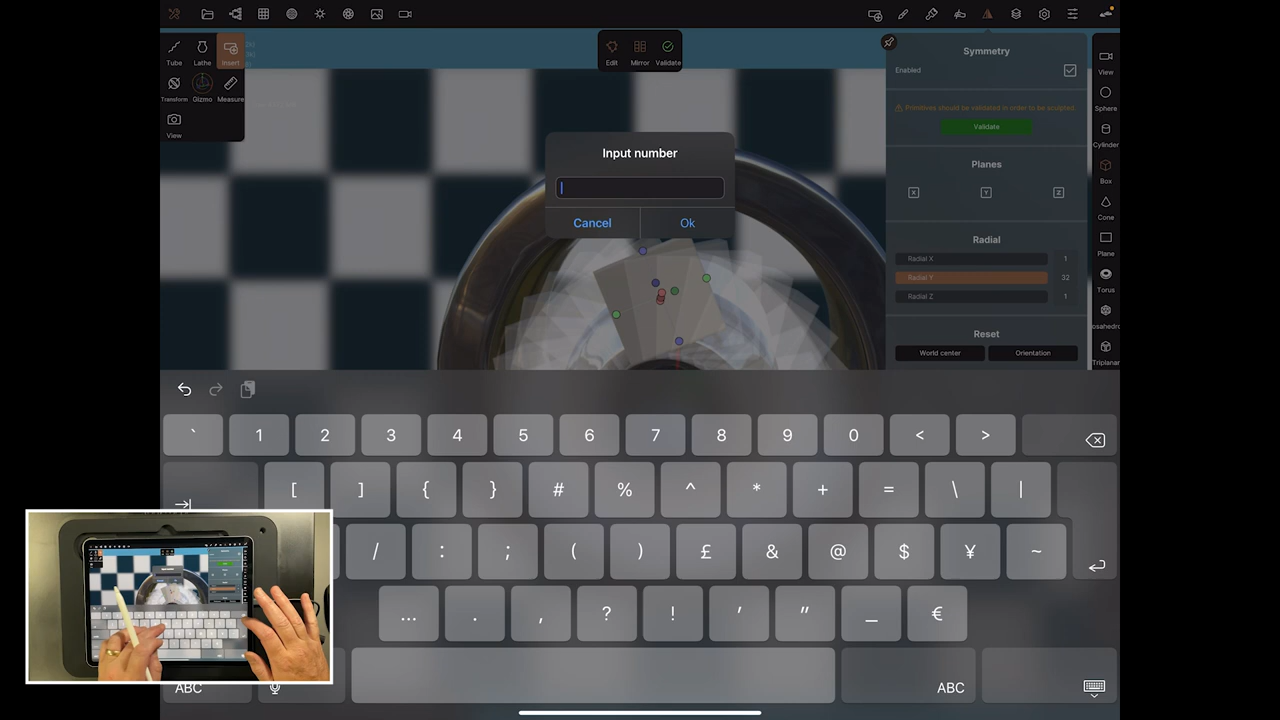 Tube
Lathe
Insert
Transform
Gizmo
Measure
View
Edit
Mirror
Validate
Symmetry
Enabled
Primitives should be validated in order to be sculpted.
Validate
Planes
X
Y
Z
Radial
Radial X
1
Radial Y
32
Radial Z
1
Reset
World center
Orientation
View
Sphere
Cylinder
Box
Cone
Plane
Torus
osahedro
Triplanar
Input number
Cancel
Ok
` 1 2 3 4 5 6 7 8 9 0 < >
[ ] { } # % ^ * + = \ |
/ : ; ( ) £ & @ $ ¥ ~
… . , ? ! ’ ” _ €
ABC
ABC